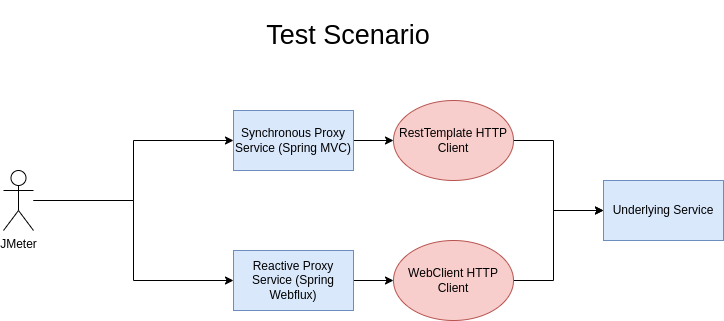 Test Scenario
Synchronous Proxy
Service (Spring MVC)
RestTemplate HTTP
Client
JMeter
Underlying Service
Reactive Proxy
Service (Spring
Webflux)
WebClient HTTP
Client